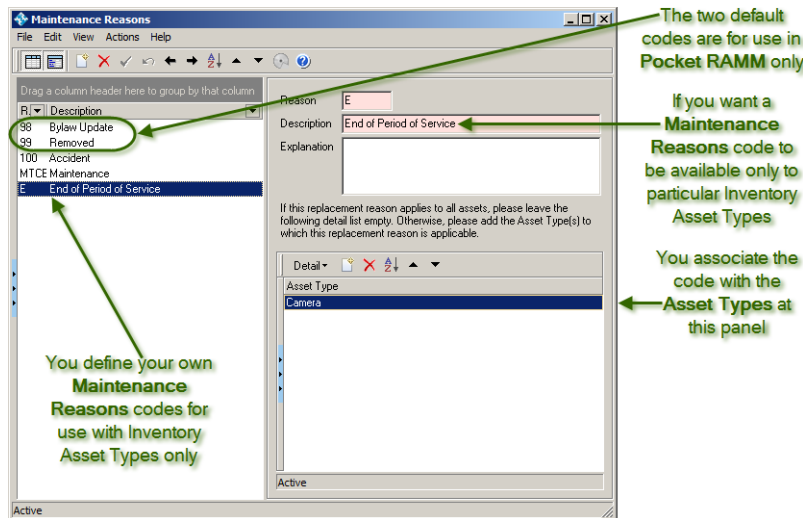 Maintenance Reasons
File Edit View Actions Help
Drag a column header here to group by that column
R. Description
98 Bylaw Update
99 Removed
100 Accident
MTCE Maintenance
E End of Period of Service
Reason E
Description End of Period of Service
Explanation
If this replacement reason applies to all assets, please leave the
following detail list empty. Otherwise, please add the Asset Type(s) to
which this replacement reason is applicable.
Detail
Asset Type
Camera
Active
Active
The two default
codes are for use in
Pocket RAMM only
If you want a
Maintenance
Reasons code to
be available only to
particular Inventory
Asset Types
You associate the
code with the
Asset Types at
this panel
You define your own
Maintenance
Reasons codes for
use with Inventory
Asset Types only